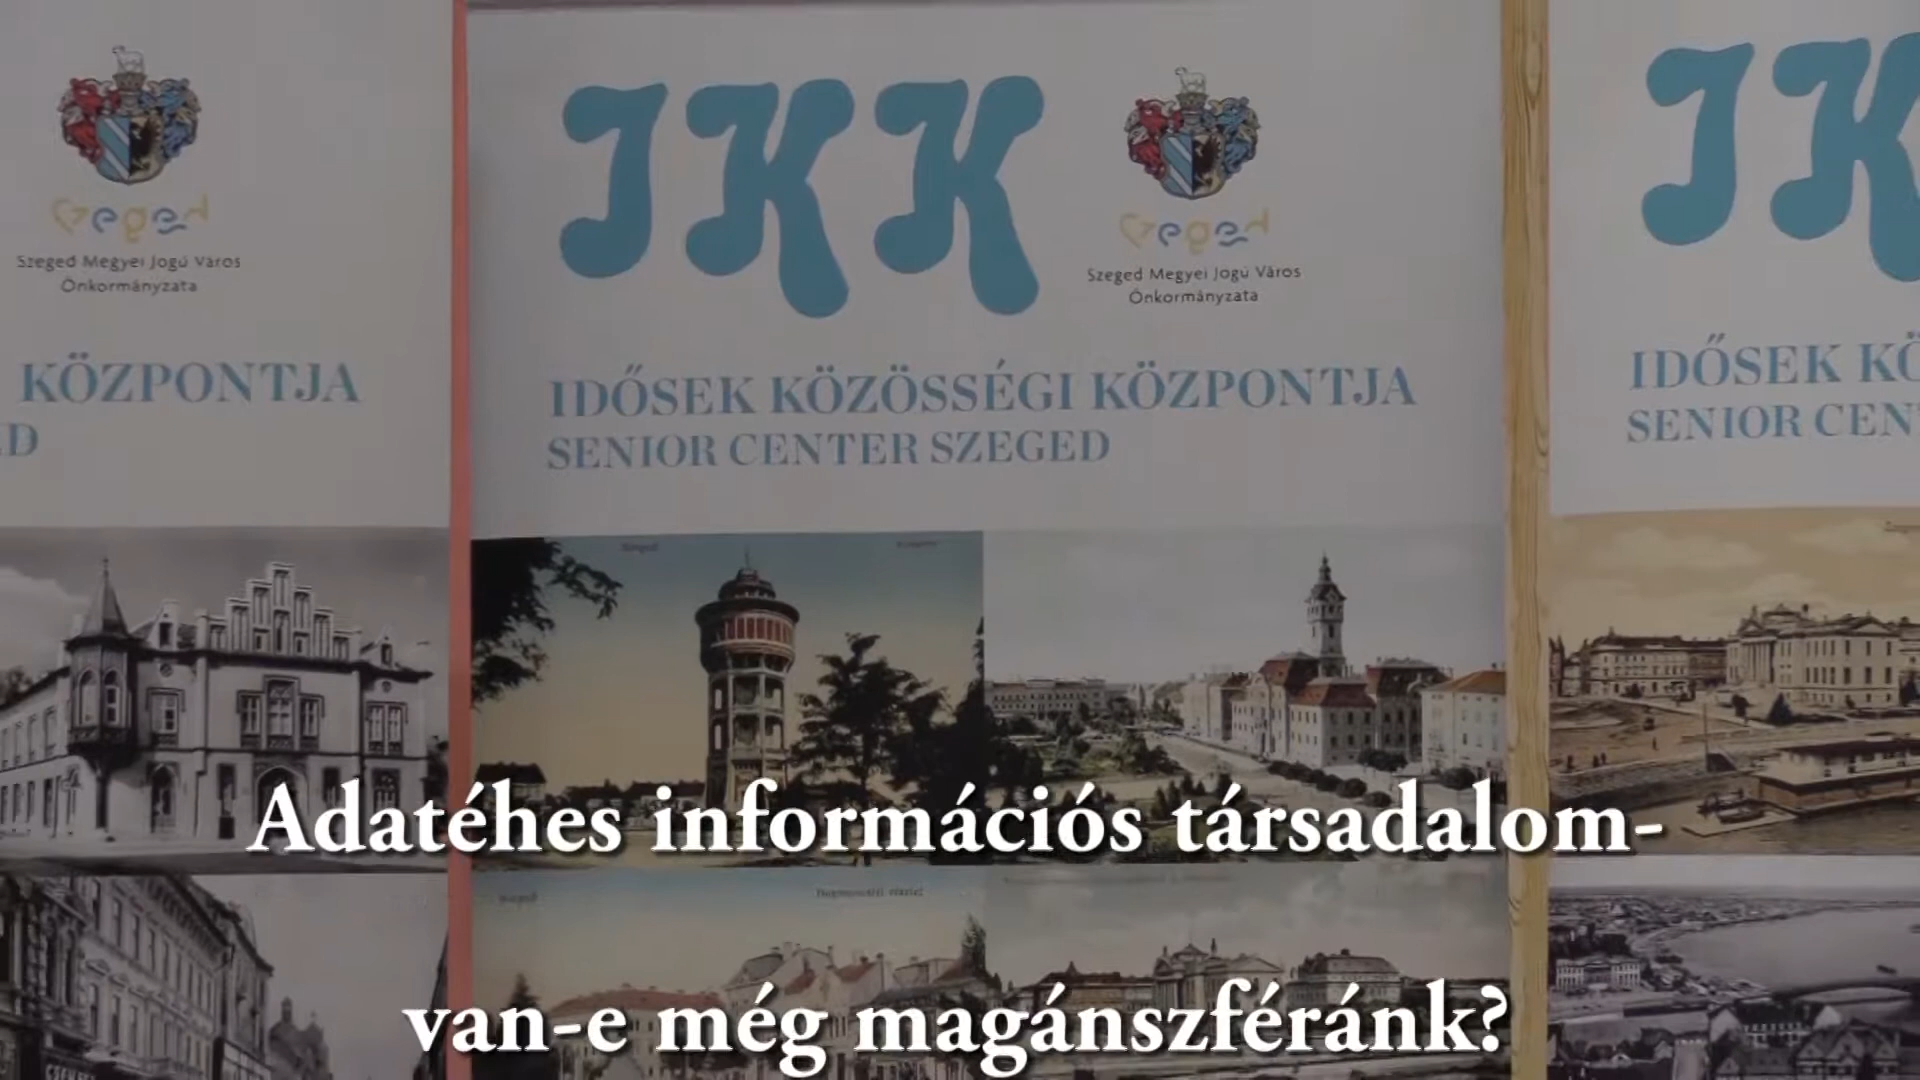 Szeged
Szeged Megyei Jogú Város
Önkormányzata
KÖZPONTJA
ED
IKK
Szeged
Szeged Megyei Jogú Város
Önkormányzata
IDŐSEK KÖZÖSSÉGI KÖZPONTJA
SENIOR CENTER SZEGED
IK
IDŐSEK KÖ
SENIOR CEN
Adatéhes információs társadalom-
van-e még magánszféránk?